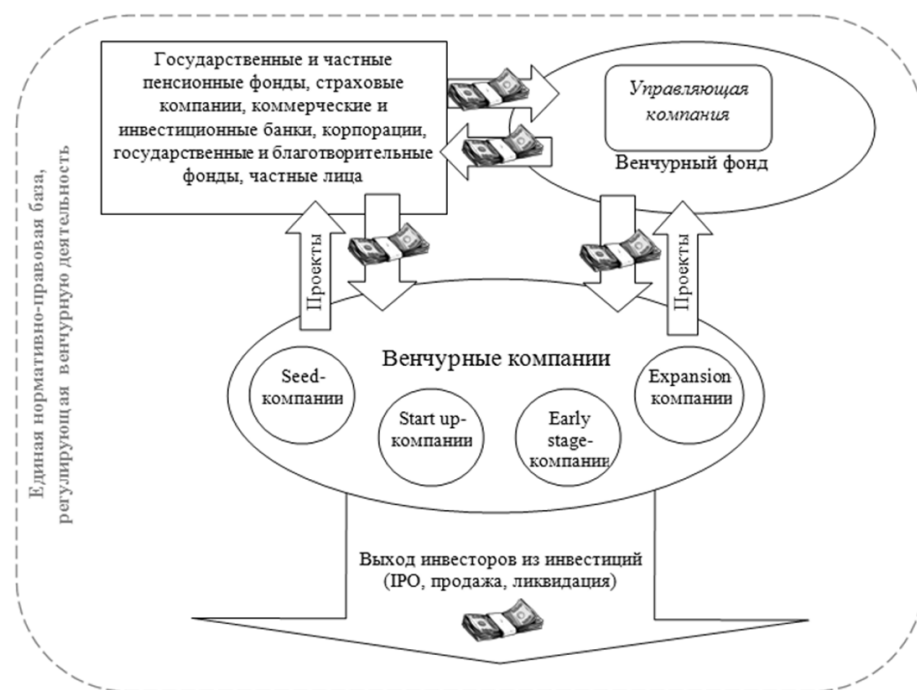 Единая нормативно-правовая база,
регулирующая венчурную деятельность
Государственные и частные
пенсионные фонды, страховые
компании, коммерческие и
инвестиционные банки, корпорации,
государственные и благотворительные
фонды, частные лица
Управляющая
компания
Венчурный фонд
Проекты
Проекты
Венчурные компании
Seed-
компании
Start up-
компании
Early
stage-
компании
Expansion
компании
Выход инвесторов из инвестиций
(IPO, продажа, ликвидация)